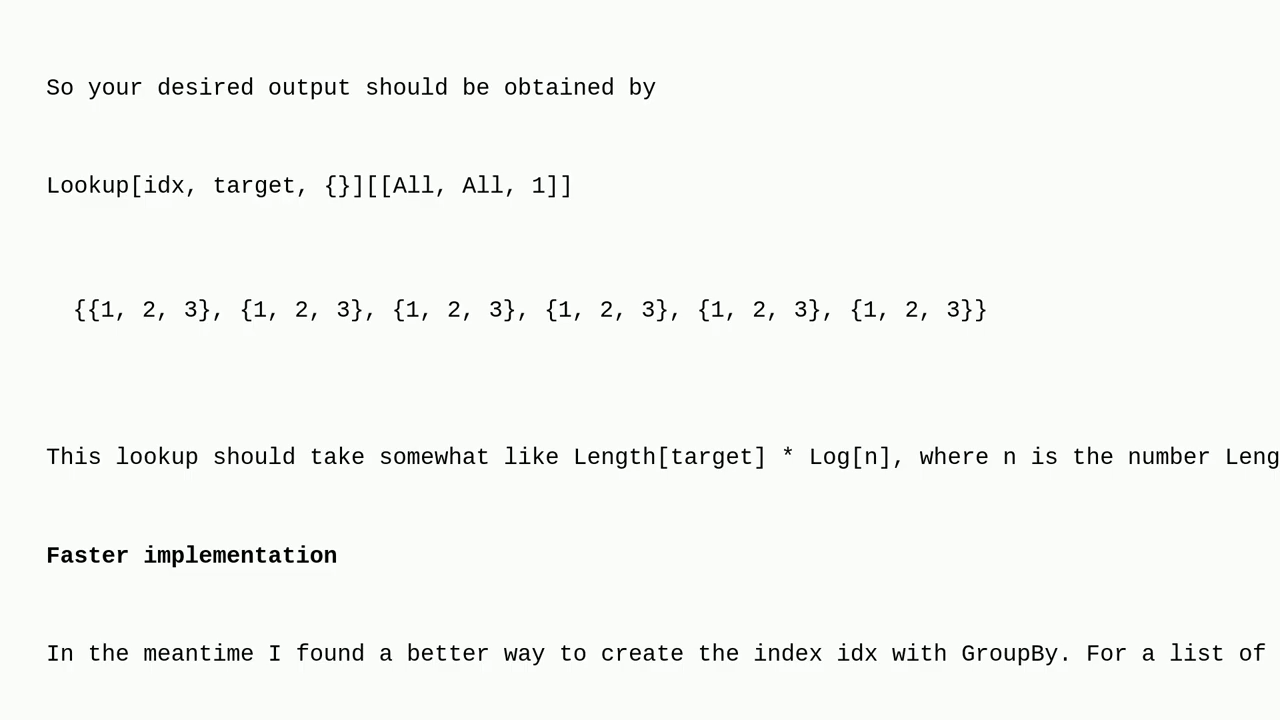 So your desired output should be obtained by
Lookup[idx, target, {}][[All, All, 1]]
{{1, 2, 3}, {1, 2, 3}, {1, 2, 3}, {1, 2, 3}, {1, 2, 3}, {1, 2, 3}}
This lookup should take somewhat like Length[target] * Log[n], where n is the number Leng
Faster implementation
In the meantime I found a better way to create the index idx with GroupBy. For a list of